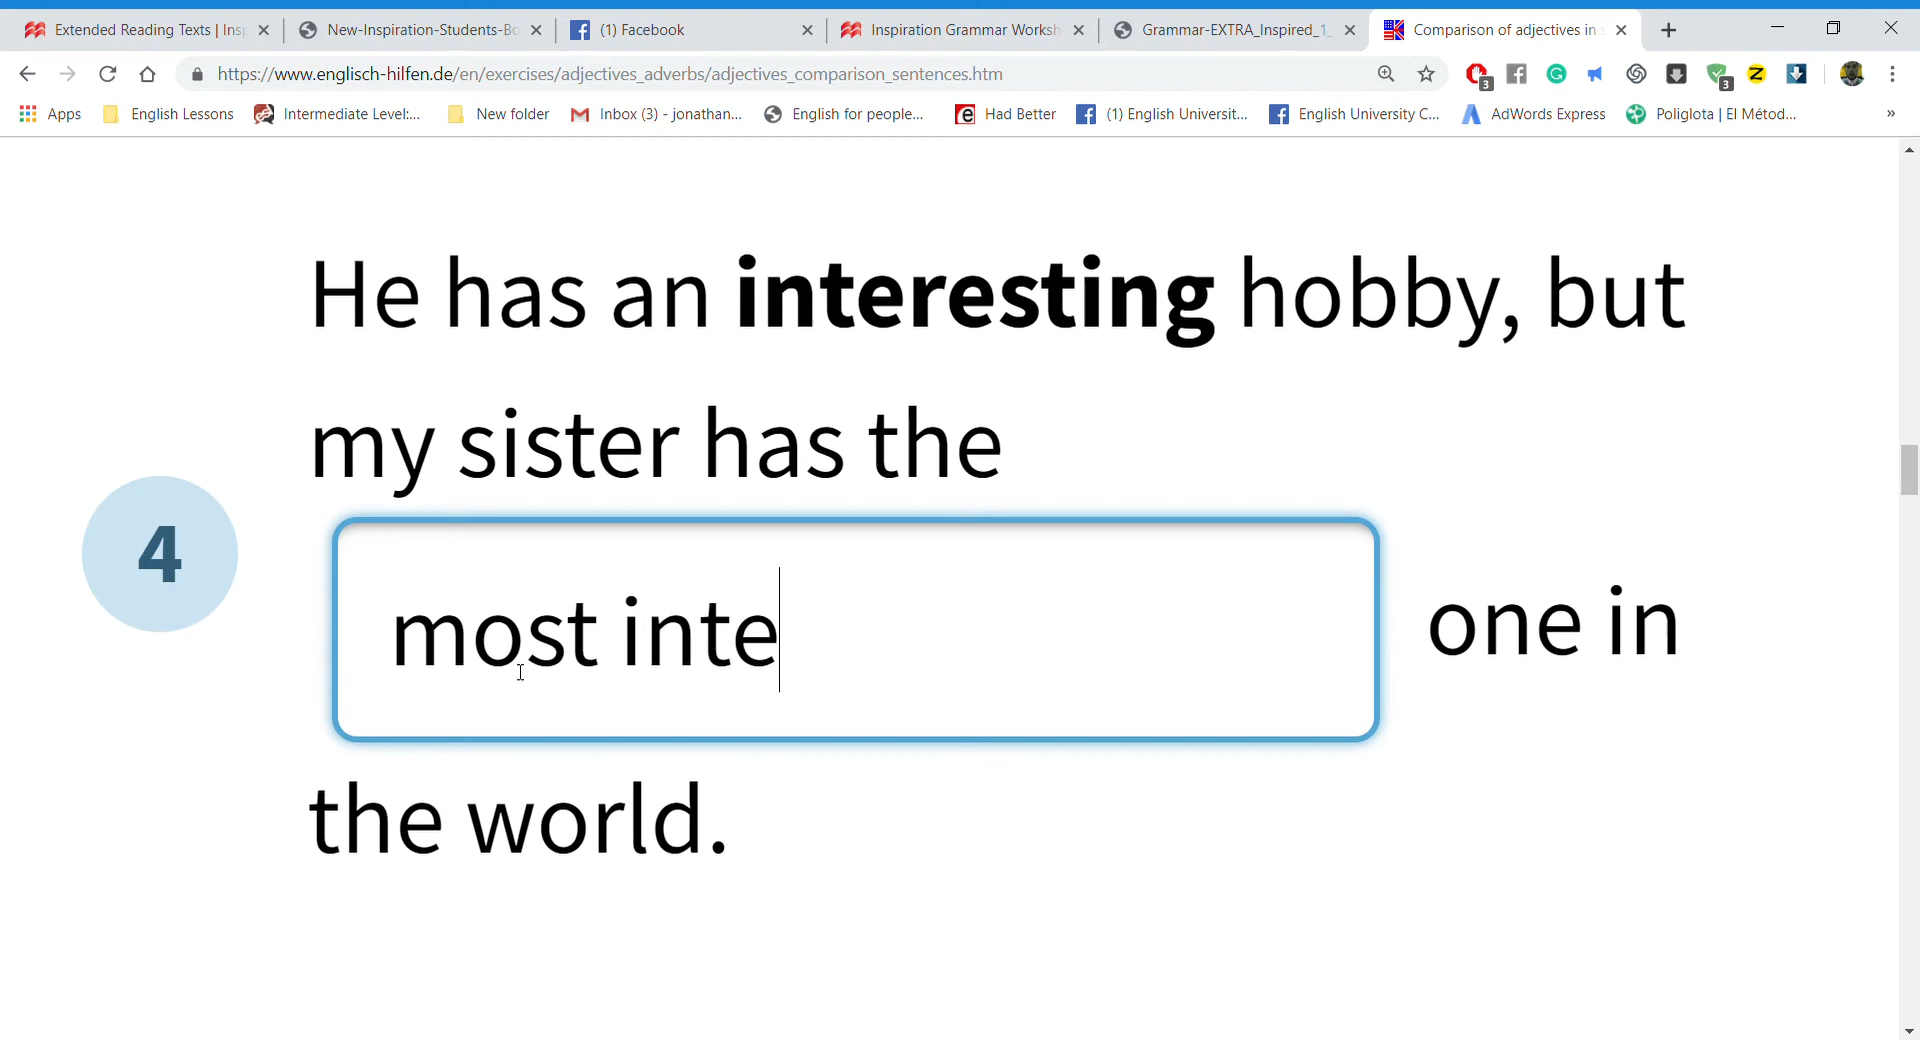 Extended Reading Texts | Insp
New-Inspiration-Students-Bo
(1) Facebook
Inspiration Grammar Worksh
Grammar-EXTRA_Inspired_1_
Comparison of adjectives in s
https://www.englisch-hilfen.de/en/exercises/adjectives_adverbs/adjectives_comparison_sentences.htm
3
3
Apps
English Lessons
Intermediate Level:...
New folder
Inbox (3) - jonathan...
English for people...
Had Better
(1) English Universit...
English University C...
AdWords Express
Poliglota | El Métod...
»
He has an interesting hobby, but
my sister has the
4
most inte
one in
the world.